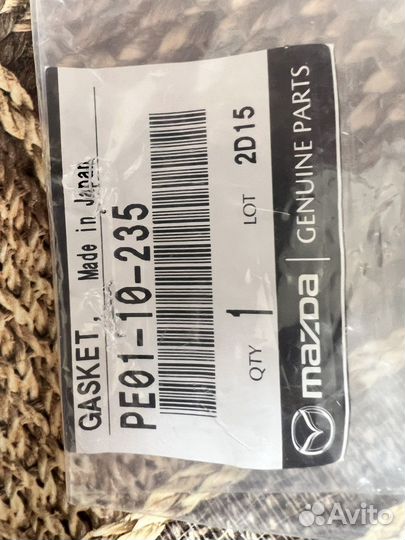 GASKET, Made in Japan
PE01-10-235
QTY 1 LOT 2D15
mazda | GENUINE PARTS
Avito